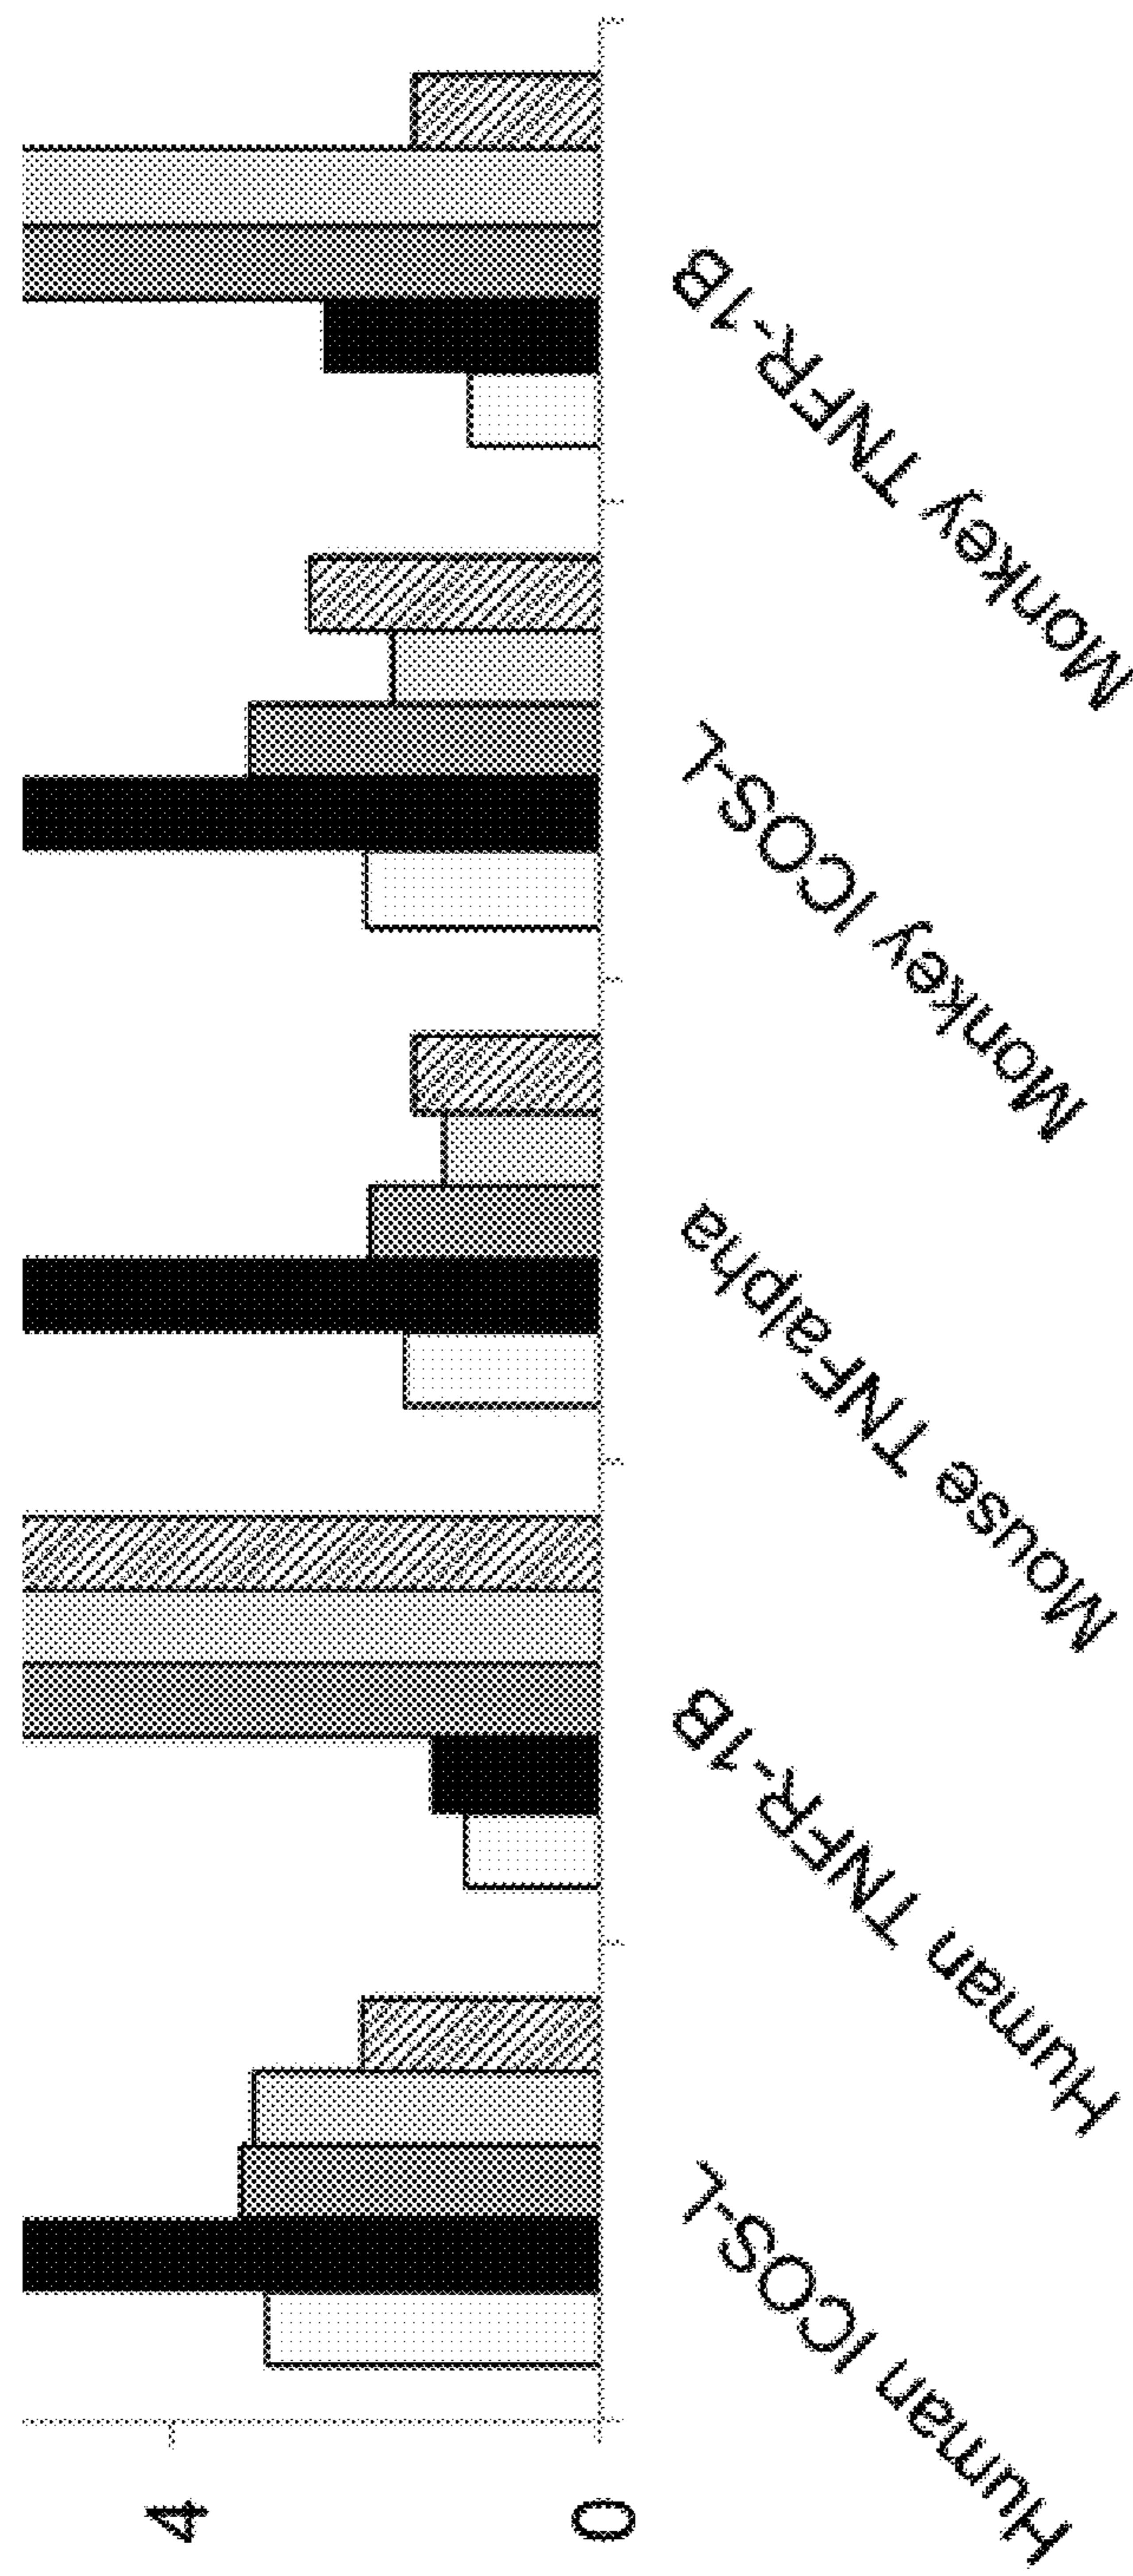 4
0
Human ICOS-L
Human TNFR-1B
Mouse TNFalpha
Monkey ICOS-L
Monkey TNFR-1B